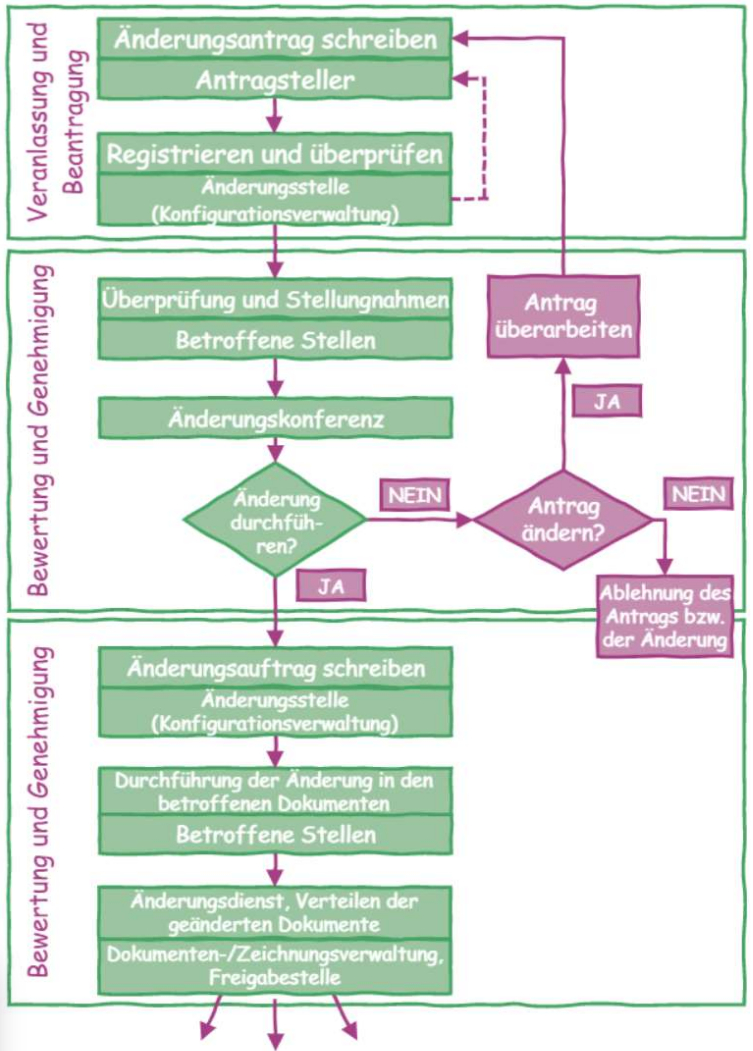 Veranlassung und
Beantragung
Änderungsantrag schreiben
Antragsteller
Registrieren und überprüfen
Änderungsstelle
(Konfigurationsverwaltung)
Bewertung und Genehmigung
Überprüfung und Stellungnahmen
Betroffene Stellen
Änderungskonferenz
Änderung
durchfüh-
ren?
NEIN
Antrag
ändern?
JA
Antrag
überarbeiten
NEIN
Ablehnung des
Antrags bzw.
der Änderung
JA
Bewertung und Genehmigung
Änderungsauftrag schreiben
Änderungsstelle
(Konfigurationsverwaltung)
Durchführung der Änderung in den
betroffenen Dokumenten
Betroffene Stellen
Änderungsdienst, Verteilen der
geänderten Dokumente
Dokumenten-/Zeichnungsverwaltung,
Freigabestelle